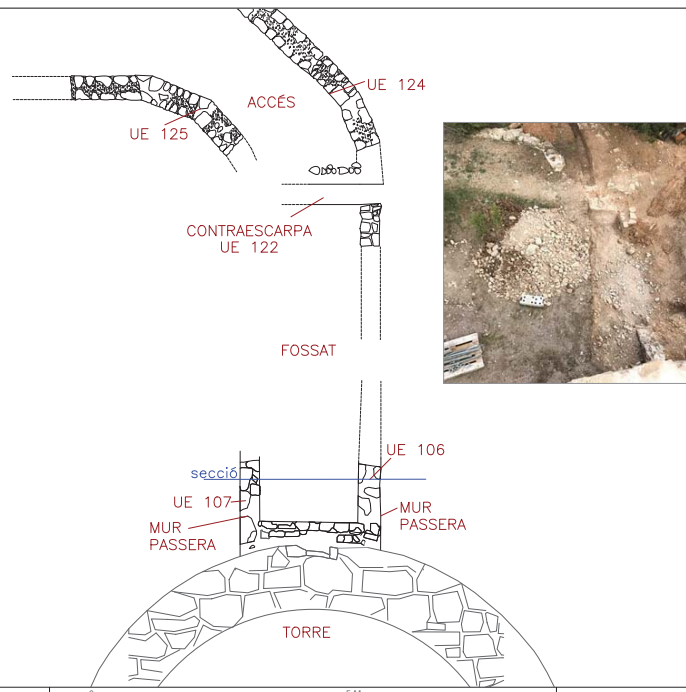 ACCÉS
UE 124
UE 125
CONTRAESCARPA
UE 122
FOSSAT
UE 106
secció
UE 107
MUR
PASSERA
MUR
PASSERA
TORRE